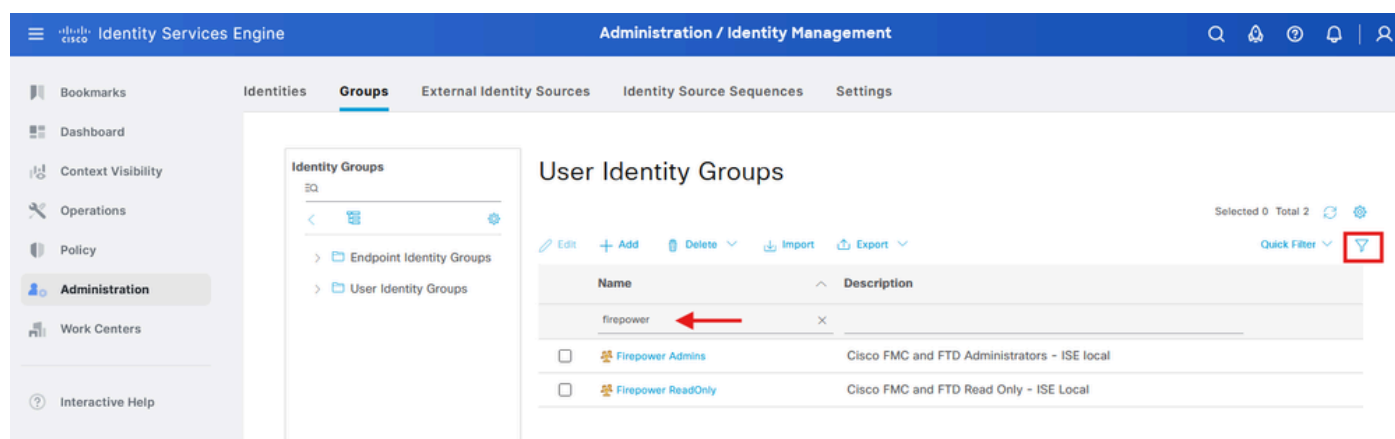 cisco Identity Services Engine
Administration / Identity Management
Bookmarks
Dashboard
Context Visibility
Operations
Policy
Administration
Work Centers
Interactive Help
Identities Groups External Identity Sources Identity Source Sequences Settings
Identity Groups
Endpoint Identity Groups
User Identity Groups
User Identity Groups
Selected 0 Total 2
Edit Add Delete Import Export Quick Filter
Name Description
firepower
Firepower Admins Cisco FMC and FTD Administrators - ISE local
Firepower ReadOnly Cisco FMC and FTD Read Only - ISE Local